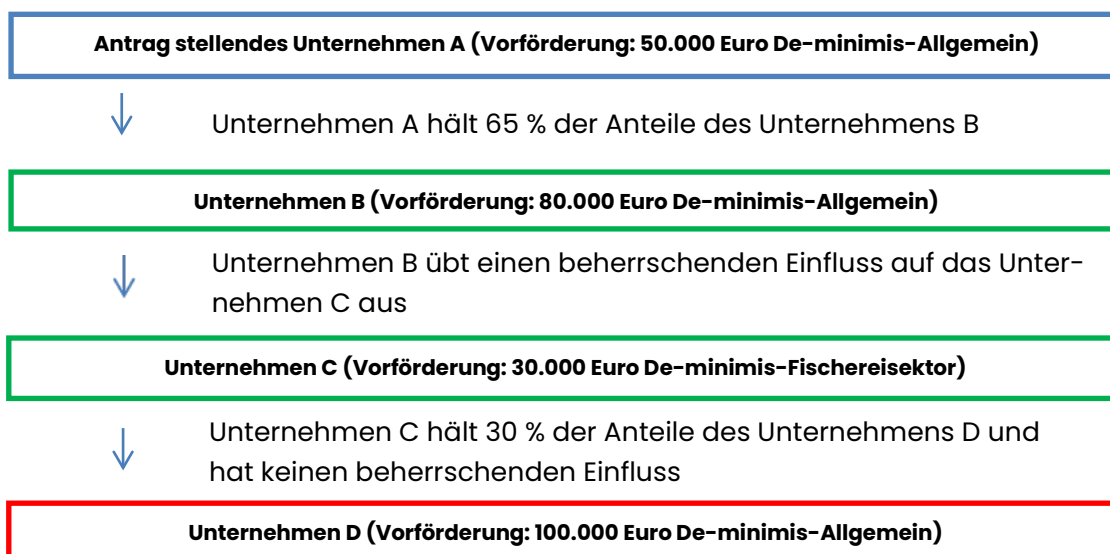 Antrag stellendes Unternehmen A (Vorförderung: 50.000 Euro De-minimis-Allgemein)
Unternehmen A hält 65 % der Anteile des Unternehmens B
Unternehmen B (Vorförderung: 80.000 Euro De-minimis-Allgemein)
Unternehmen B übt einen beherrschenden Einfluss auf das Unter-
nehmen C aus
Unternehmen C (Vorförderung: 30.000 Euro De-minimis-Fischereisektor)
Unternehmen C hält 30 % der Anteile des Unternehmens D und
hat keinen beherrschenden Einfluss
Unternehmen D (Vorförderung: 100.000 Euro De-minimis-Allgemein)